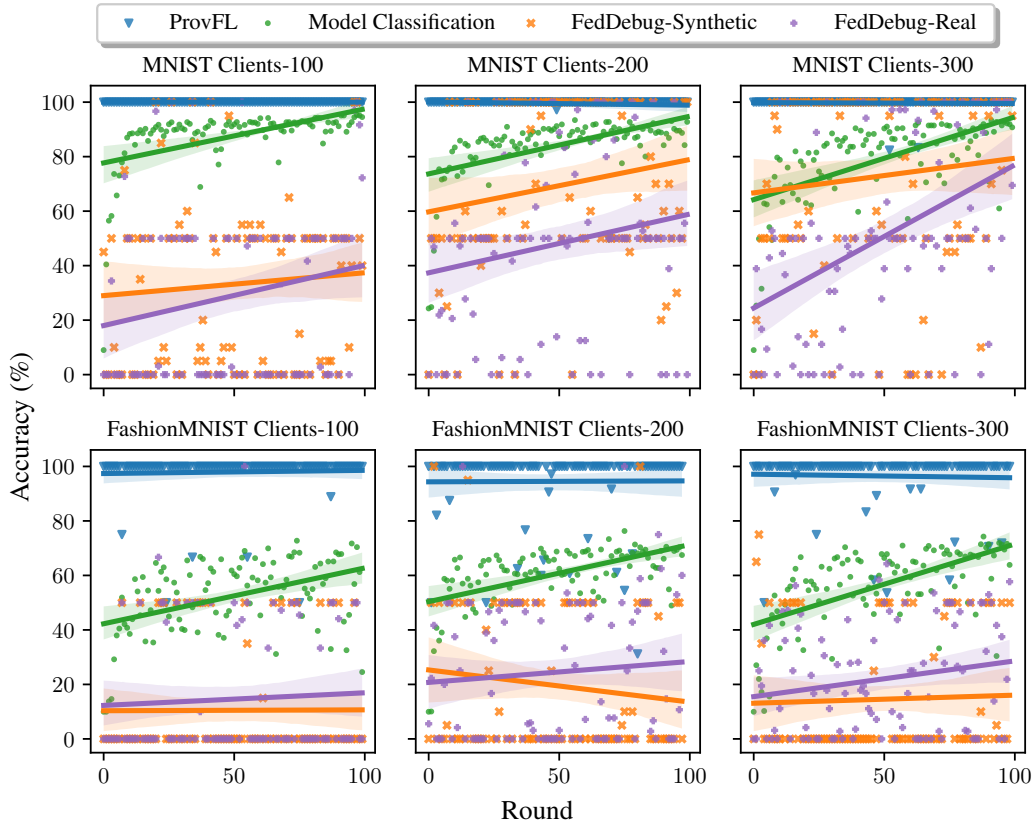 ProvFL Model Classification FedDebug-Synthetic FedDebug-Real
MNIST Clients-100 MNIST Clients-200 MNIST Clients-300
100
80
60
40
20
0
FashionMNIST Clients-100 FashionMNIST Clients-200 FashionMNIST Clients-300
100
80
60
40
20
0
Accuracy (%)
0 50 100 0 50 100 0 50 100
Round